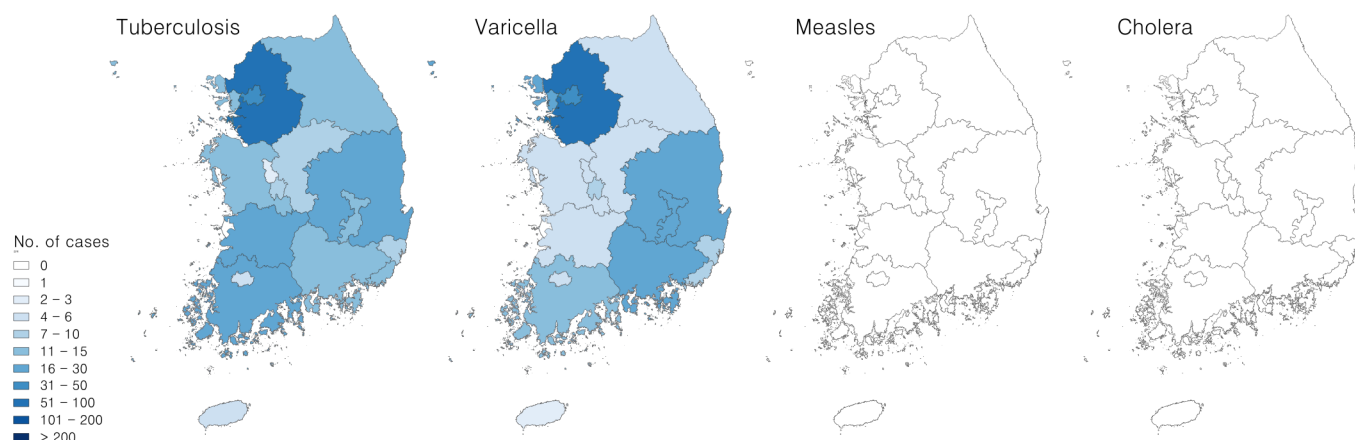 Tuberculosis
Varicella
Measles
Cholera
No. of cases
0
1
2 – 3
4 – 6
7 – 10
11 – 15
16 – 30
31 – 50
51 – 100
101 – 200
> 200